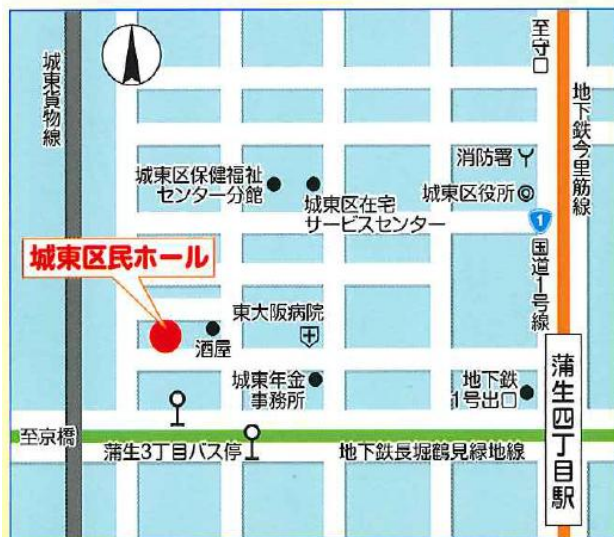 至守口
城東貨物線
地下鉄今里筋線
消防署
城東区保健福祉
センター分館
城東区役所
城東区在宅
サービスセンター
1
国道1号線
城東区民ホール
東大阪病院
酒屋
城東年金
事務所
地下鉄
1号出口
蒲生四丁目駅
至京橋
蒲生3丁目バス停
地下鉄長堀鶴見緑地線